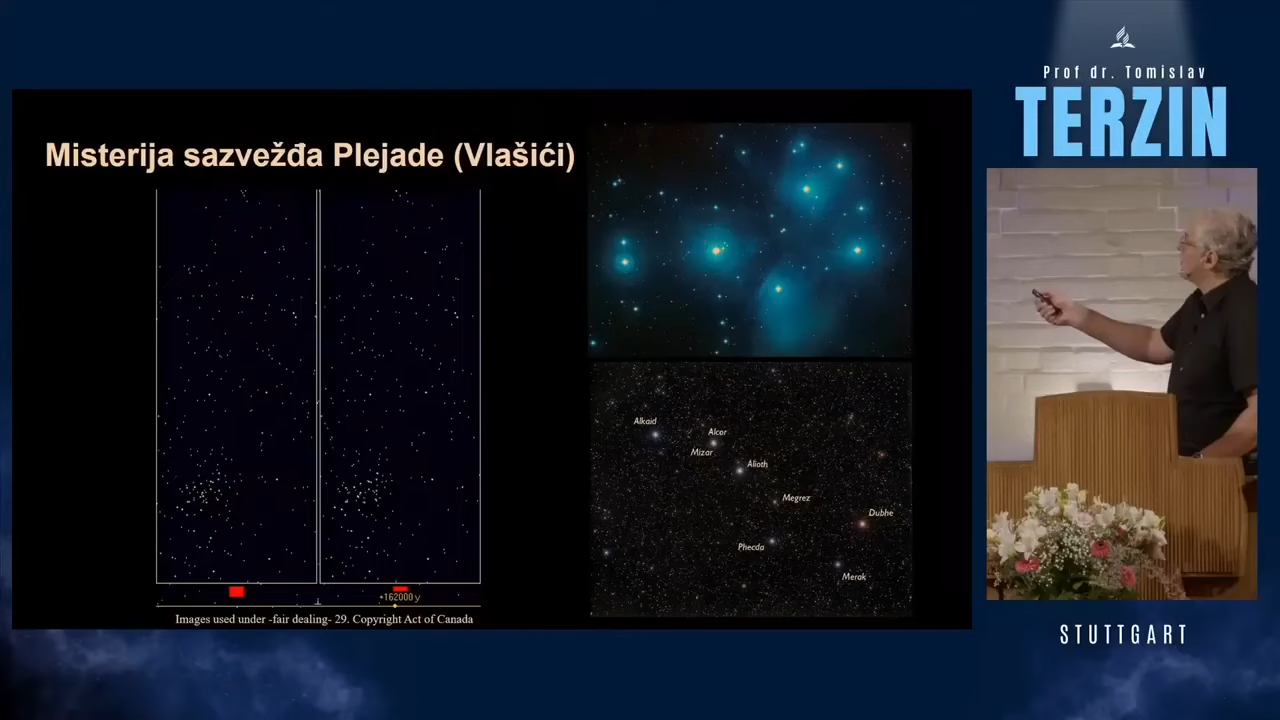 Prof dr. Tomislav
TERZIN
Misterija sazvežđa Plejade (Vlašići)
Alkaid
Alcor
Mizar
Alioth
Megrez
Dubhe
Phecda
Merak
+162000 y
Images used under -fair dealing- 29. Copyright Act of Canada
STUTTGART